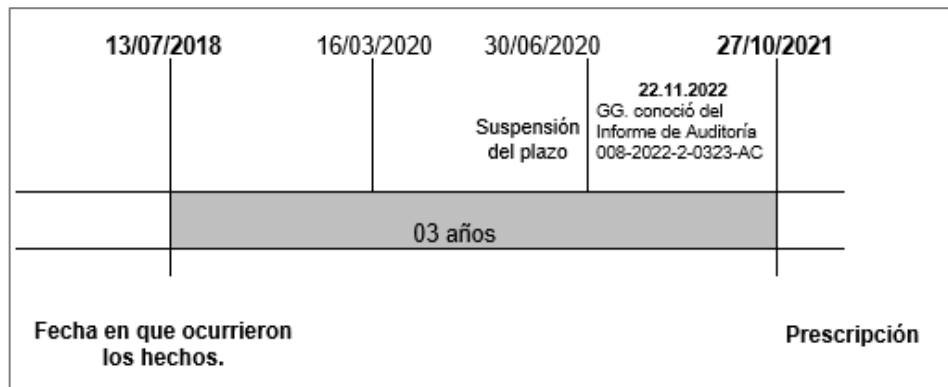 13/07/2018 16/03/2020 30/06/2020 27/10/2021
Suspensión
del plazo
22.11.2022
GG. conoció del
Informe de Auditoría
008-2022-2-0323-AC
03 años
Fecha en que ocurrieron
los hechos.
Prescripción